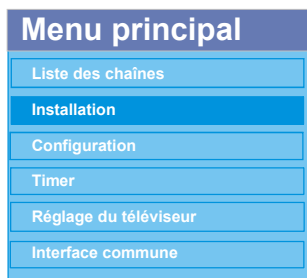 Menu principal
Liste des chaînes
Installation
Configuration
Timer
Réglage du téléviseur
Interface commune